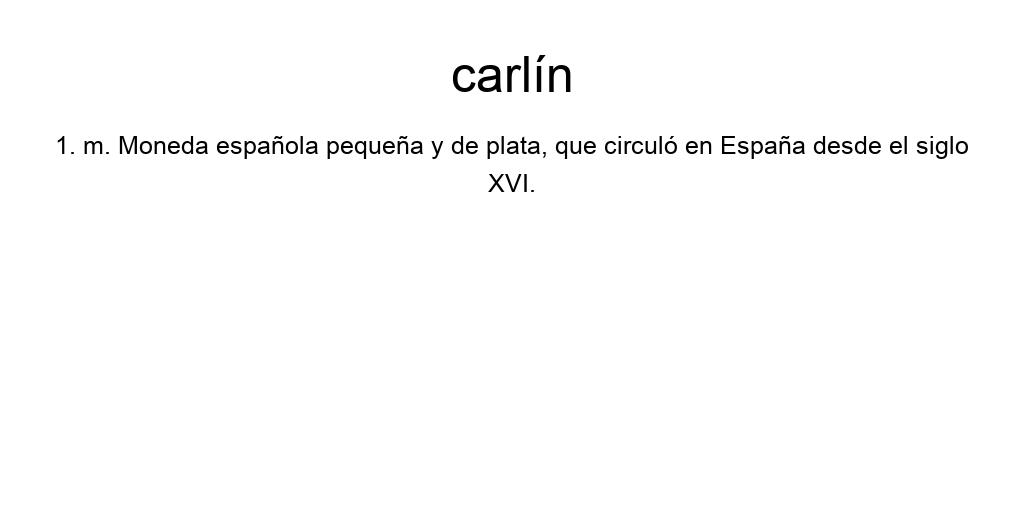 carlín
1. m. Moneda española pequeña y de plata, que circuló en España desde el siglo
XVI.